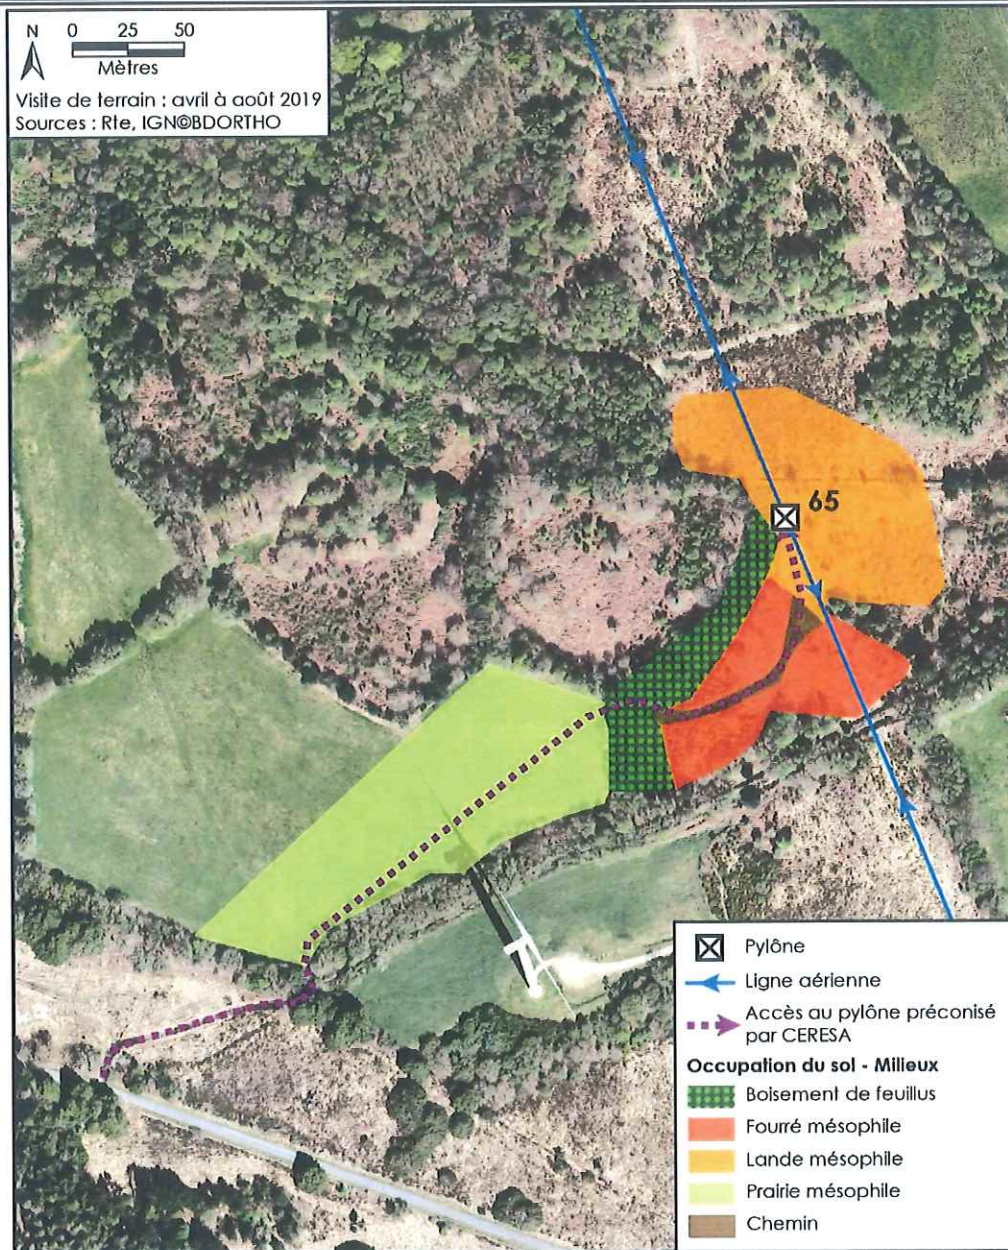 N
0 25 50
Mètres
Visite de terrain : avril à août 2019
Sources : Rte, IGN©BDORTHO
65
Pylône
Ligne aérienne
Accès au pylône préconisé
par CERESA
Occupation du sol - Milieux
Boisement de feuillus
Fourré mésophile
Lande mésophile
Prairie mésophile
Chemin